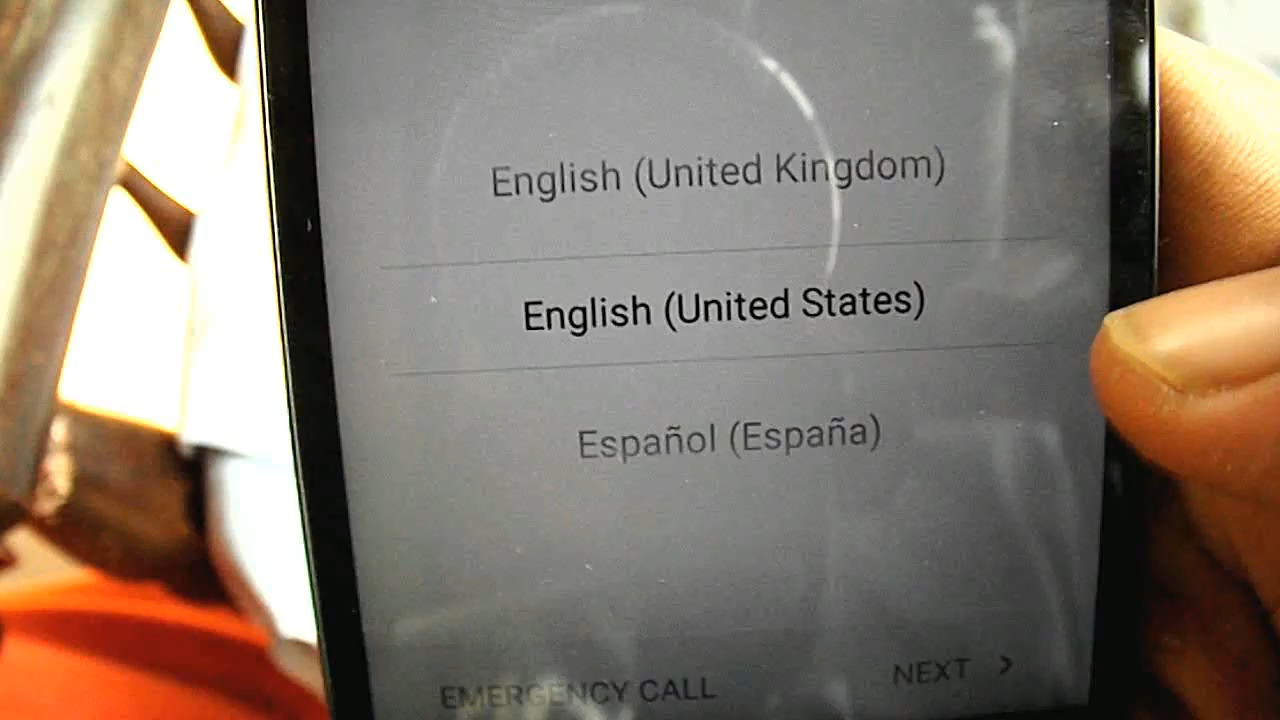 English (United Kingdom)
English (United States)
Español (España)
EMERGENCY CALL
NEXT >